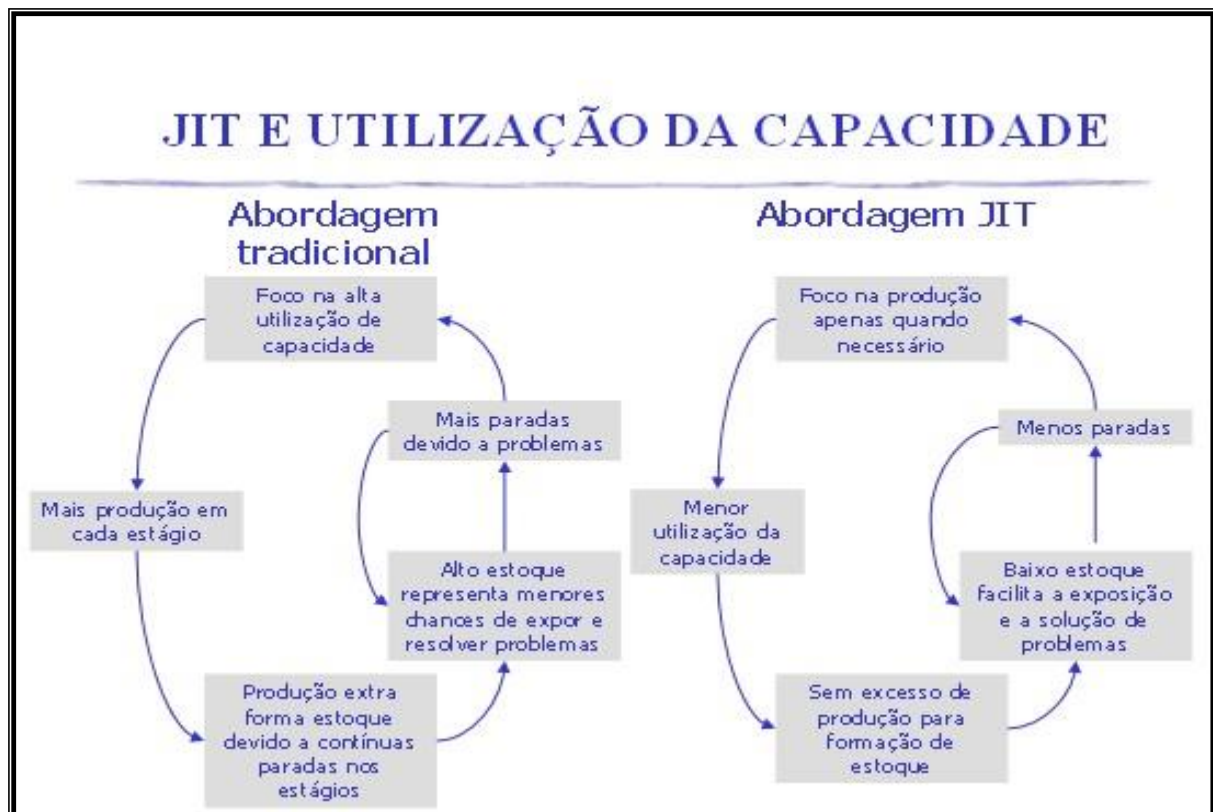 JIT E UTILIZAÇÃO DA CAPACIDADE
Abordagem
tradicional
Foco na alta
utilização de
capacidade
Mais paradas
devido a problemas
Mais produção em
cada estágio
Alto estoque
representa menores
chances de expor e
resolver problemas
Produção extra
forma estoque
devido a contínuas
paradas nos
estágios
Abordagem JIT
Foco na produção
apenas quando
necessário
Menos paradas
Menor
utilização da
capacidade
Baixo estoque
facilita a exposição
e a solução de
problemas
Sem excesso de
produção para
formação de
estoque